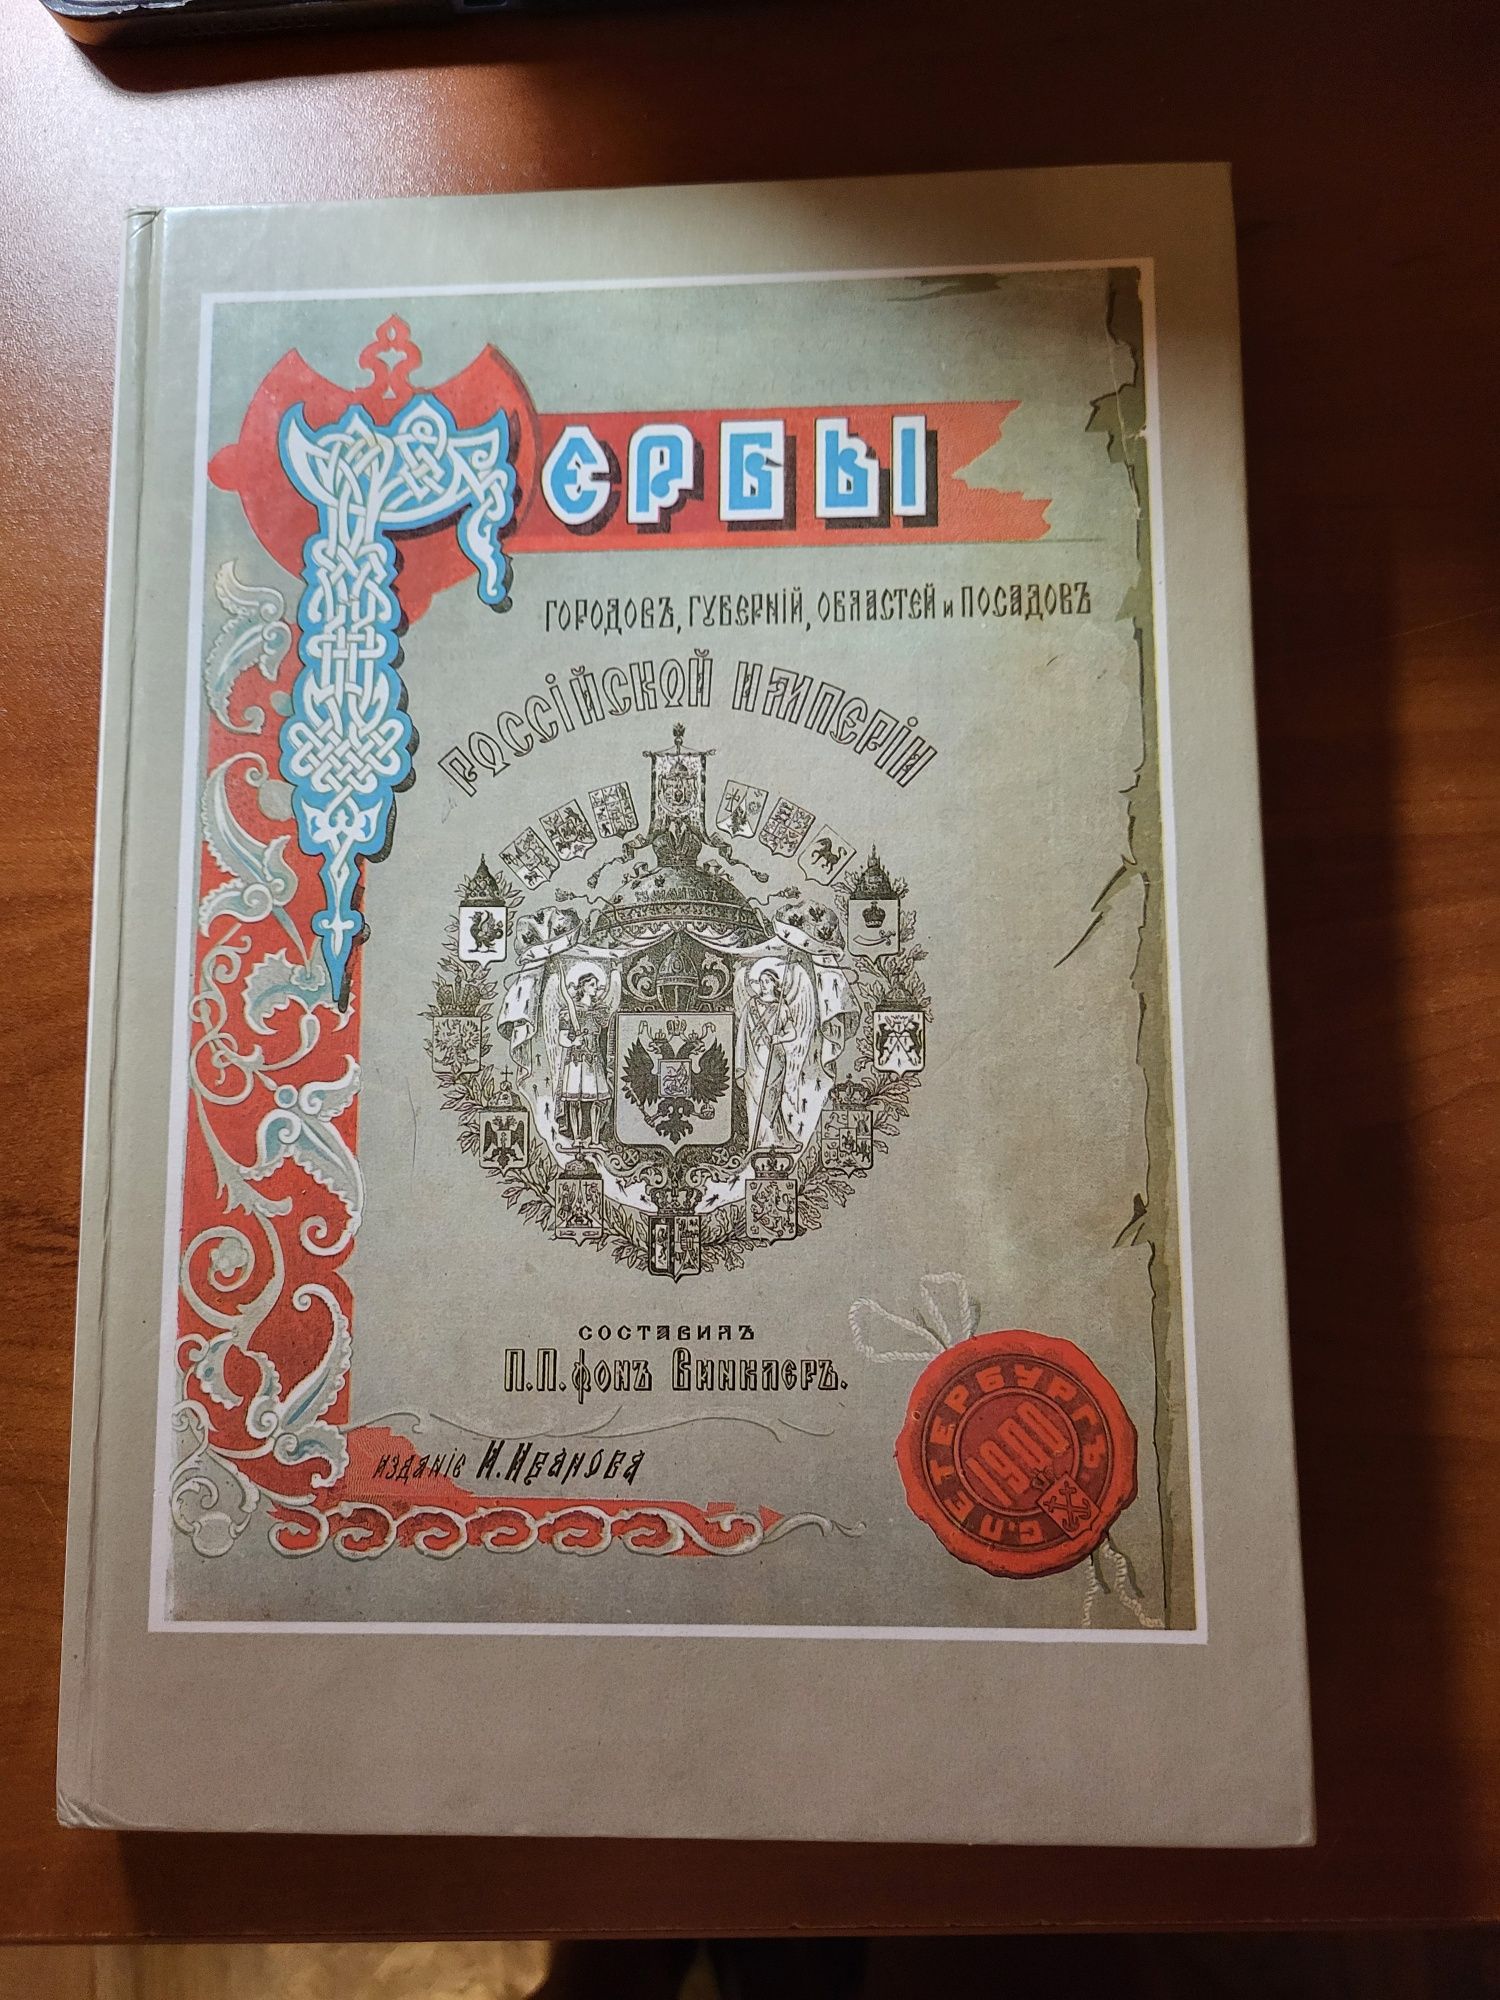 Гербы
городовъ, губерній, областей и посадовъ
Россійской Имперіи
составилъ
П.П. фонъ Винклеръ.
изданіе И. Иванова
С.ПЕТЕРБУРГЪ.
1900